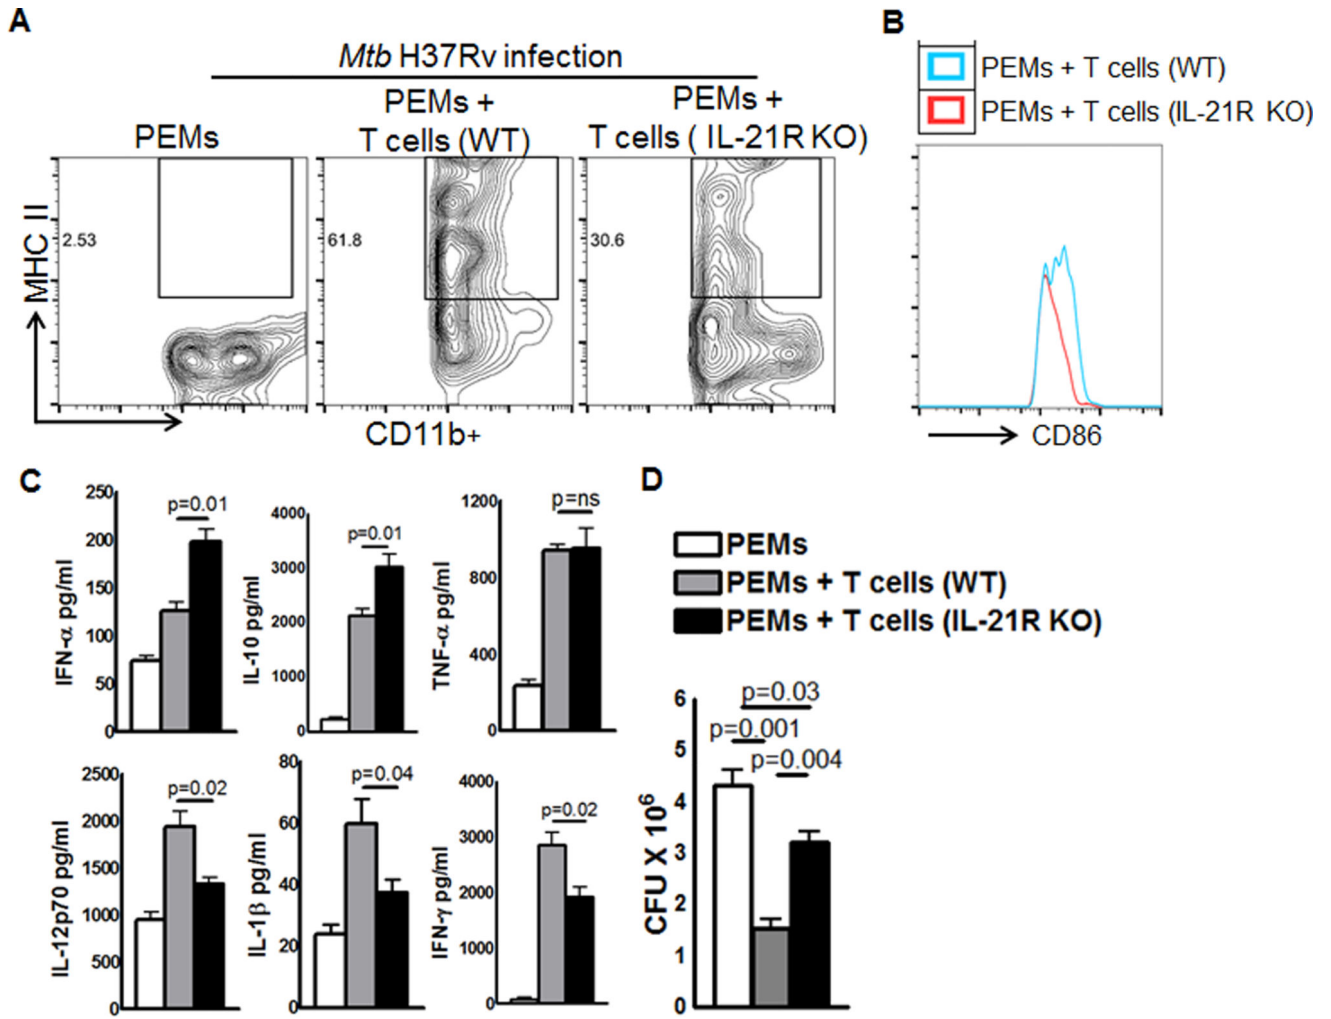 A
Mtb H37Rv infection
PEMs
PEMs +
T cells (WT)
PEMs +
T cells ( IL-21R KO)
MHC II
2.53
61.8
30.6
CD11b+
B
PEMs + T cells (WT)
PEMs + T cells (IL-21R KO)
CD86
C
IFN-α pg/ml
250
200
150
100
50
0
p=0.01
IL-10 pg/ml
4000
3000
2000
1000
0
p=0.01
TNF-α pg/ml
1200
800
400
0
p=ns
IL-12p70 pg/ml
2500
2000
1500
1000
500
0
p=0.02
IL-1β pg/ml
80
60
40
20
0
p=0.04
IFN-γ pg/ml
4000
3000
2000
1000
0
p=0.02
D
PEMs
PEMs + T cells (WT)
PEMs + T cells (IL-21R KO)
CFU X 10⁶
6
5
4
3
2
1
0
p=0.03
p=0.001
p=0.004